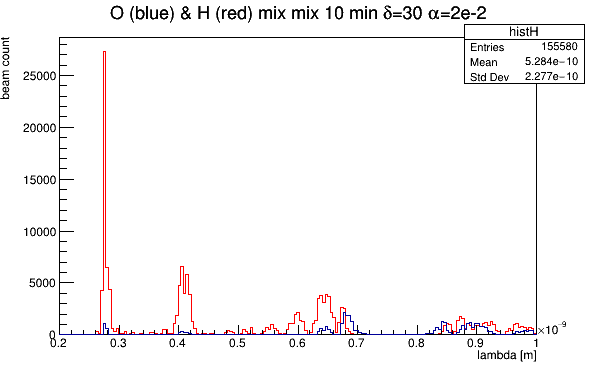 O (blue) & H (red) mix mix 10 min δ=30 α=2e-2
histH
Entries 155580
Mean 5.284e−10
Std Dev 2.277e−10
beam count
25000
20000
15000
10000
5000
0
0.2 0.3 0.4 0.5 0.6 0.7 0.8 0.9 1
×10−9
lambda [m]